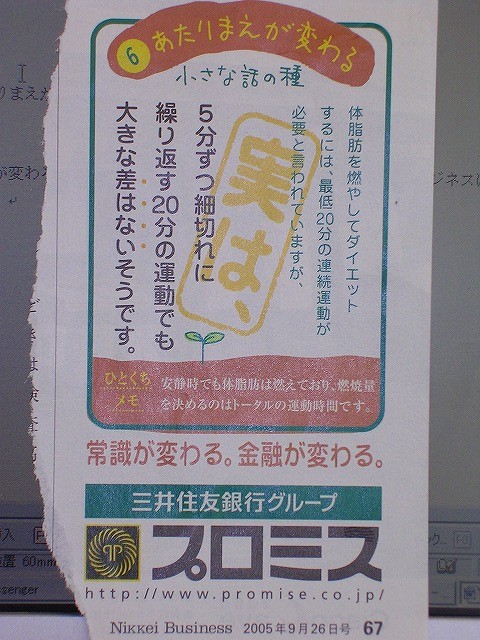 6 あたりまえが変わる
小さな話の種
体脂肪を燃やしてダイエット
するには、最低20分の連続運動が
必要と言われていますが、
実は、
5分ずつ細切れに
繰り返す20分の運動でも
大きな差はないそうです。
ひとくち
メモ
安静時でも体脂肪は燃えており、燃焼量
を決めるのはトータルの運動時間です。
常識が変わる。金融が変わる。
三井住友銀行グループ
プロミス
http://www.promise.co.jp/
NIKKEI BUSINESS 2005年9月26日号 67